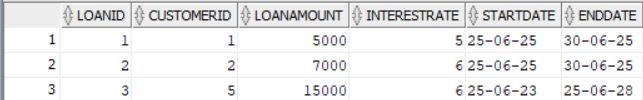 LOANID CUSTOMERID LOANAMOUNT INTERESTRATE STARTDATE ENDDATE
1 1 1 5000 5 25-06-25 30-06-25
2 2 2 7000 6 25-06-25 30-06-25
3 3 5 15000 6 25-06-23 25-06-28